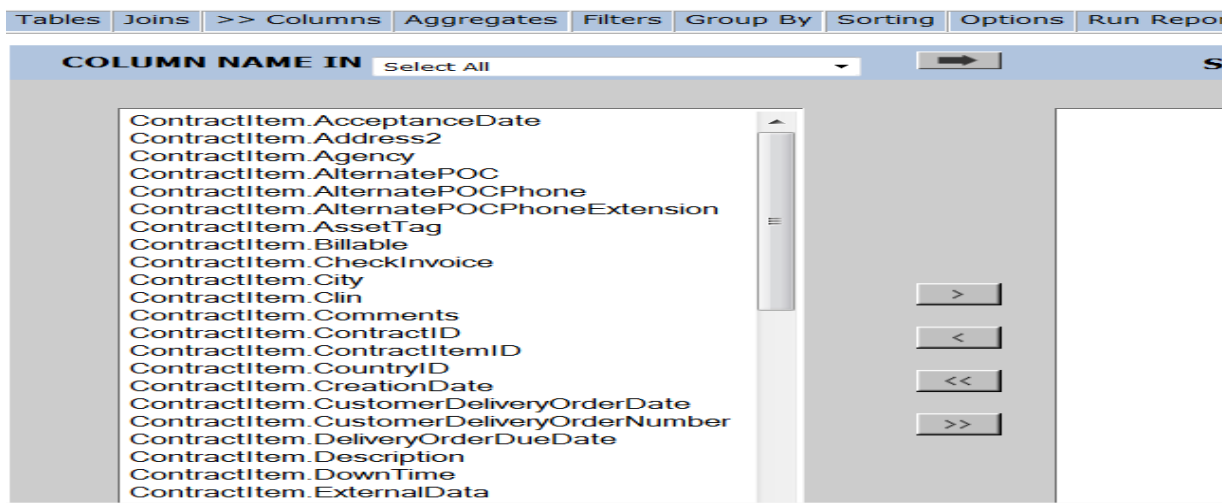 Tables Joins >> Columns Aggregates Filters Group By Sorting Options Run Repor
COLUMN NAME IN Select All S
ContractItem.AcceptanceDate
ContractItem.Address2
ContractItem.Agency
ContractItem.AlternatePOC
ContractItem.AlternatePOCPhone
ContractItem.AlternatePOCPhoneExtension
ContractItem.AssetTag
ContractItem.Billable
ContractItem.CheckInvoice
ContractItem.City
ContractItem.Clin
ContractItem.Comments
ContractItem.ContractID
ContractItem.ContractItemID
ContractItem.CountryID
ContractItem.CreationDate
ContractItem.CustomerDeliveryOrderDate
ContractItem.CustomerDeliveryOrderNumber
ContractItem.DeliveryOrderDueDate
ContractItem.Description
ContractItem.DownTime
ContractItem.ExternalData
>
<
<<
>>